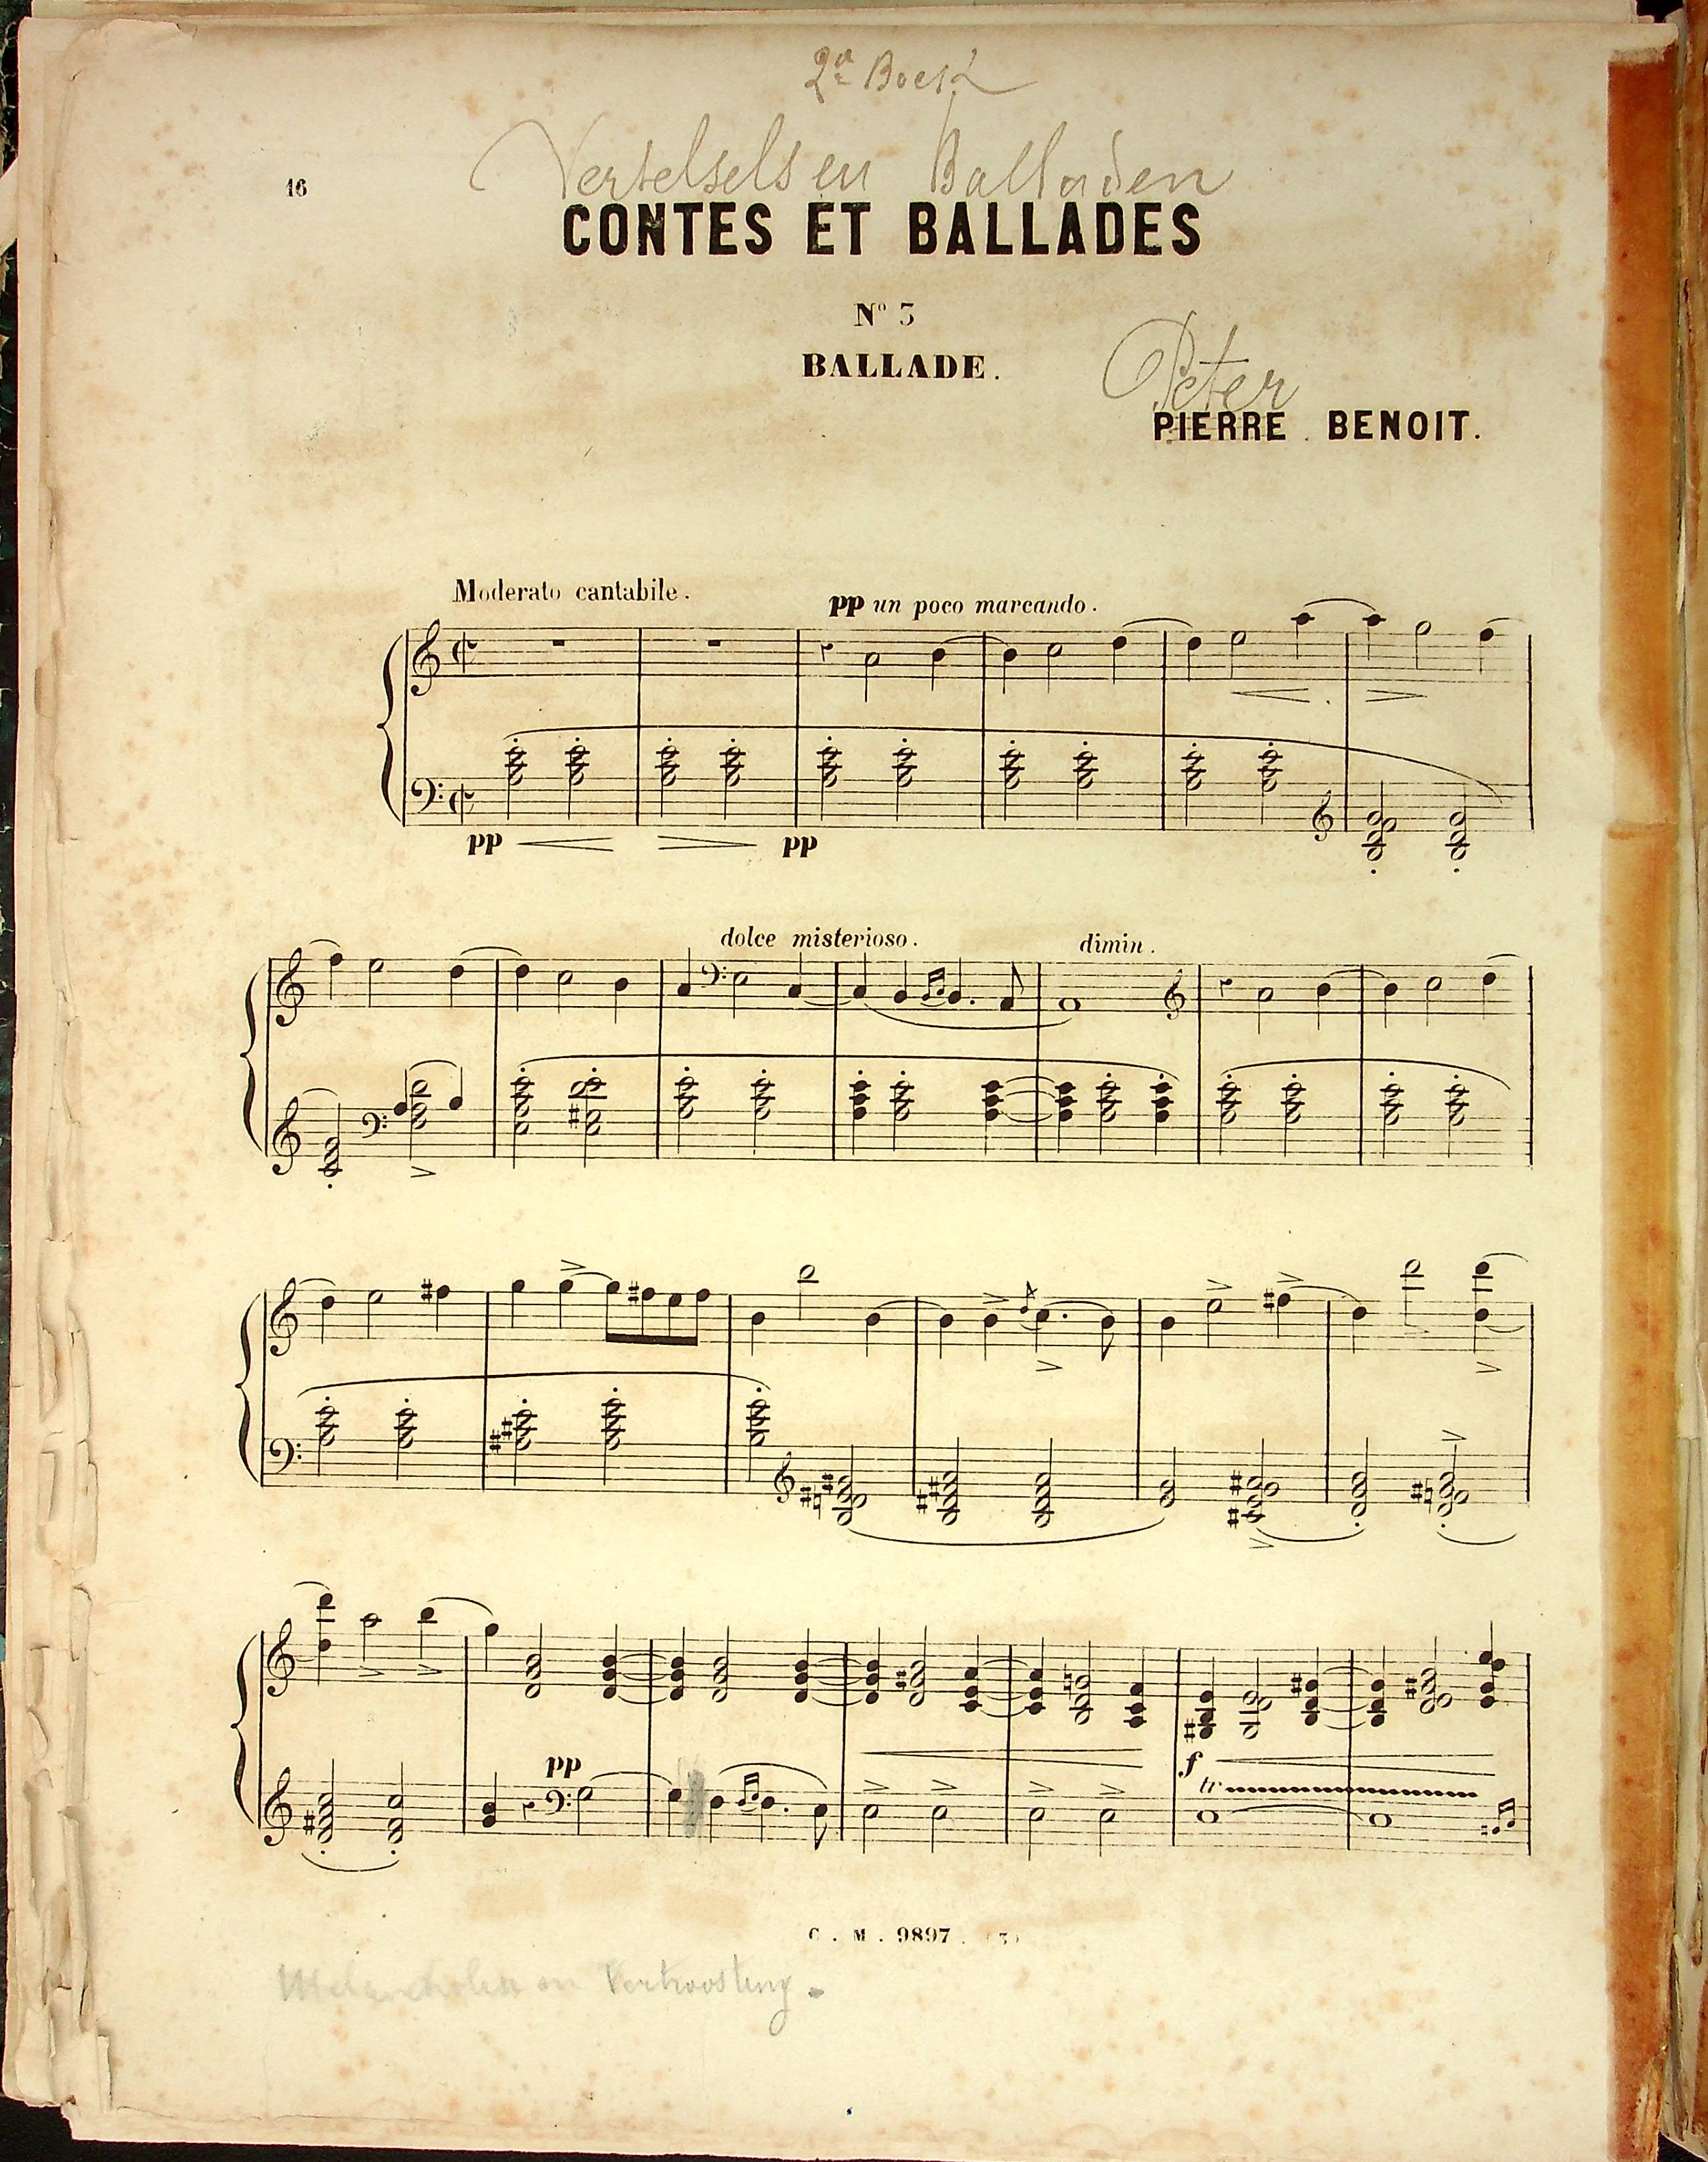 2e Boek
Vertelsels en Balladen
16
CONTES ET BALLADES
Nº 3
BALLADE.
Peter
PIERRE BENOIT.
Moderato cantabile.
pp un poco marcando.
pp pp
dolce misterioso. dimin.
pp
f
tr
C. M. 9897. (3)
Melancholie en Vertroosting.